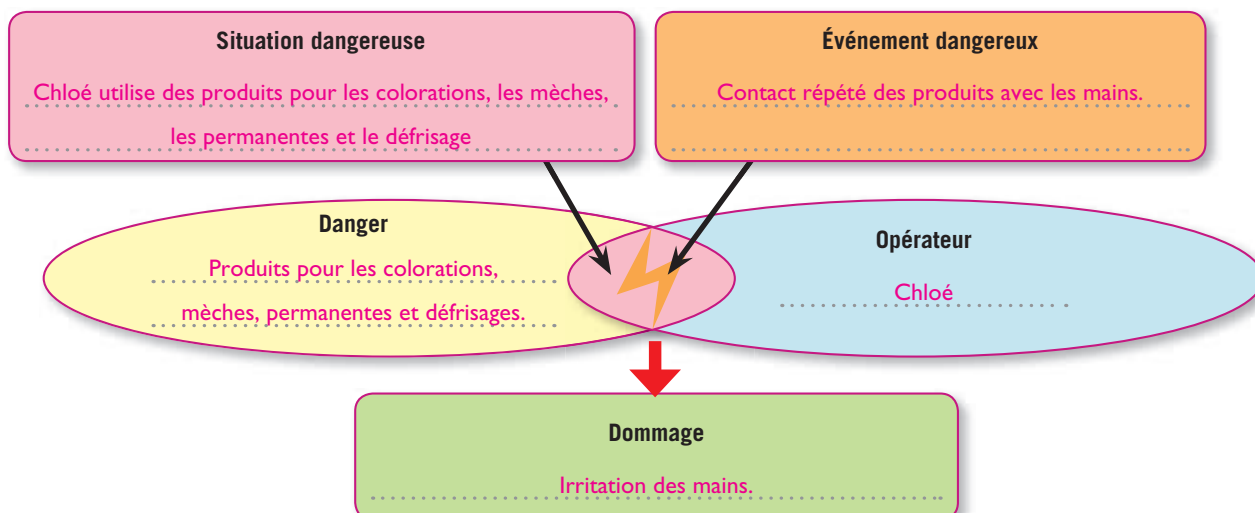 Situation dangereuse
Chloé utilise des produits pour les colorations, les mèches,
les permanentes et le défrisage
Événement dangereux
Contact répété des produits avec les mains.
Danger
Produits pour les colorations,
mèches, permanentes et défrisages.
Opérateur
Chloé
Dommage
Irritation des mains.